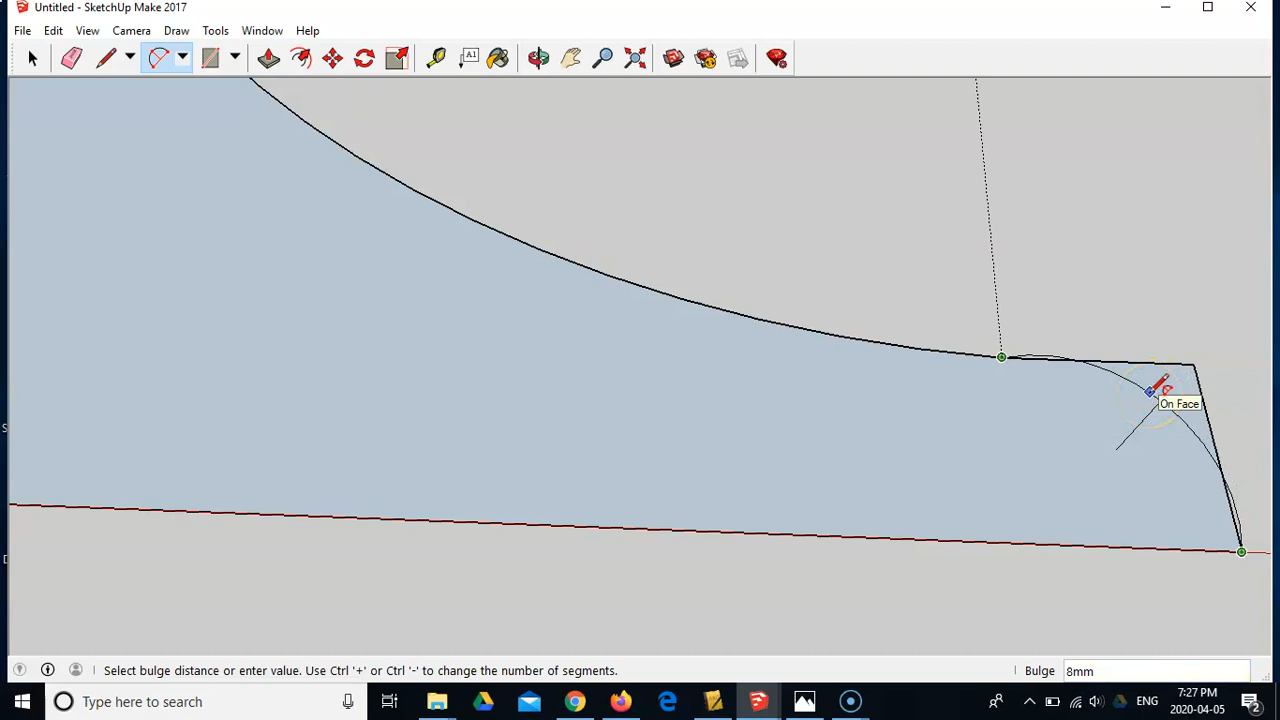 Untitled - SketchUp Make 2017
File Edit View Camera Draw Tools Window Help
A1
On Face
S
D
Select bulge distance or enter value. Use Ctrl '+' or Ctrl '-' to change the number of segments.
Bulge 8mm
Type here to search
ENG
7:27 PM
2020-04-05
2